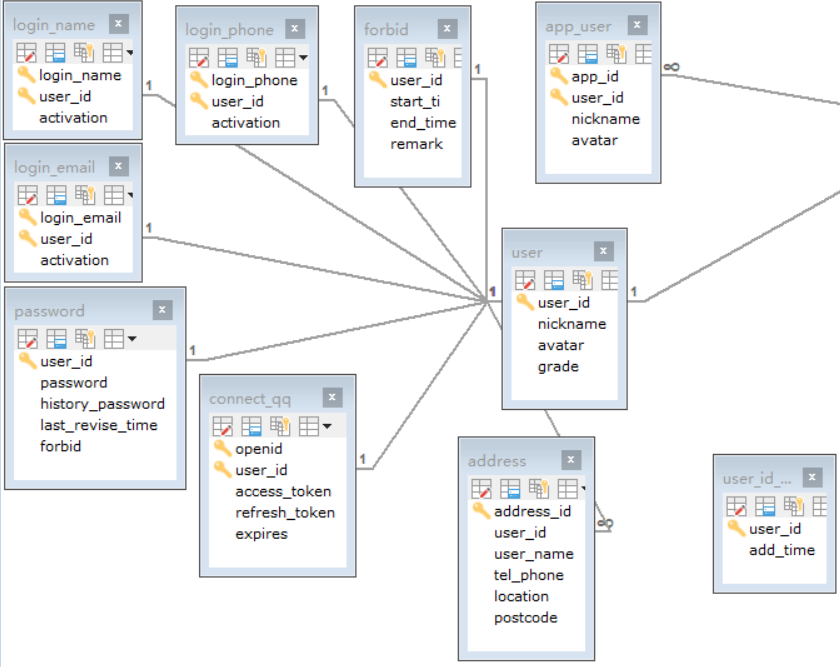 login_name
login_name
user_id
activation
1
login_phone
login_phone
user_id
activation
1
forbid
user_id
start_ti
end_time
remark
1
app_user
app_id
user_id
nickname
avatar
∞
login_email
login_email
user_id
activation
1
user
user_id
nickname
avatar
grade
1
1
password
user_id
password
history_password
last_revise_time
forbid
1
connect_qq
openid
user_id
access_token
refresh_token
expires
1
address
address_id
user_id
user_name
tel_phone
location
postcode
∞
user_id_...
user_id
add_time